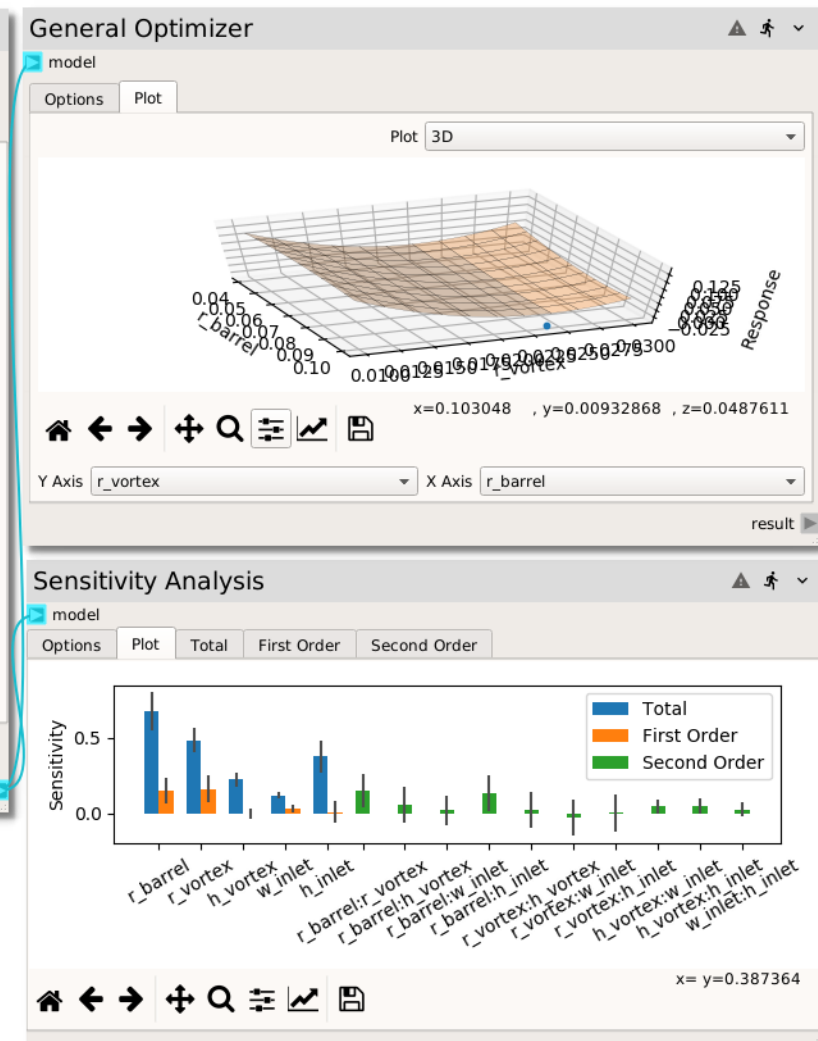 General Optimizer
model
Options Plot
Plot 3D
0.04
0.05
0.06
0.07
0.08
0.09
0.10
r_barrel
0.0100
r_vortex
0.125
−0.025
Response
x=0.103048 , y=0.00932868 , z=0.0487611
Y Axis r_vortex X Axis r_barrel
result
Sensitivity Analysis
model
Options Plot Total First Order Second Order
Sensitivity
0.5
0.0
Total
First Order
Second Order
r_barrel
r_vortex
h_vortex
w_inlet
h_inlet
r_barrel:r_vortex
r_barrel:h_vortex
r_barrel:w_inlet
r_barrel:h_inlet
r_vortex:h_vortex
r_vortex:w_inlet
r_vortex:h_inlet
h_vortex:w_inlet
h_vortex:h_inlet
w_inlet:h_inlet
x= y=0.387364